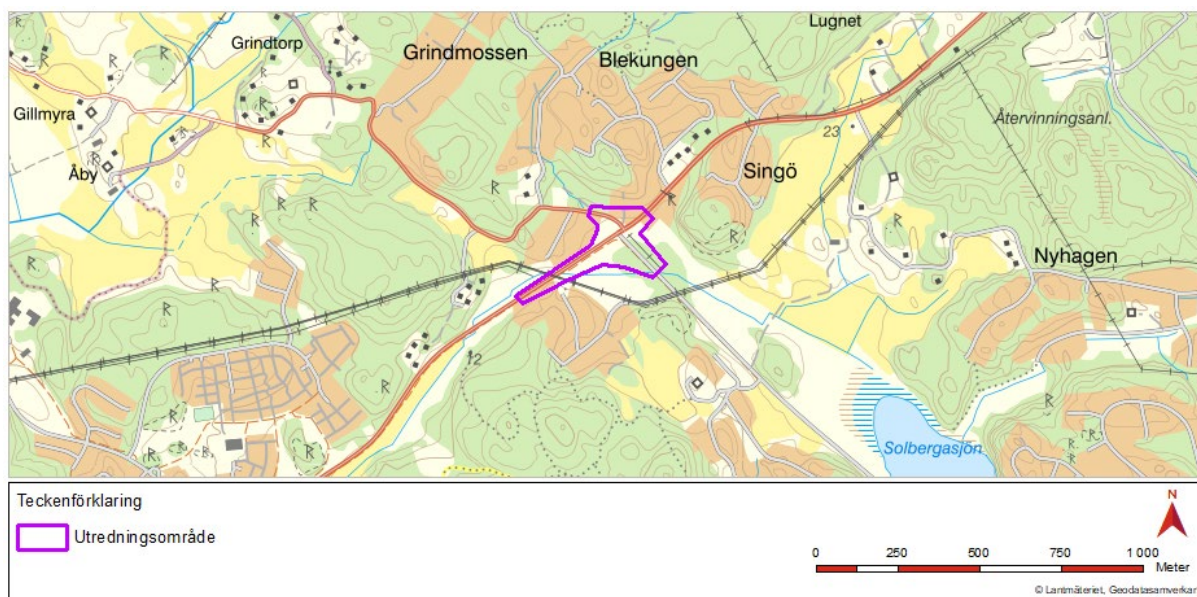 Lugnet
Grindtorp
Grindmossen
Blekungen
Gillmyra
Återvinningsanl.
23
Åby
Singö
Nyhagen
12
Solbergasjön
Teckenförklaring
Utredningsområde
N
0 250 500 750 1 000
Meter
© Lantmäteriet, Geodatasamverkan